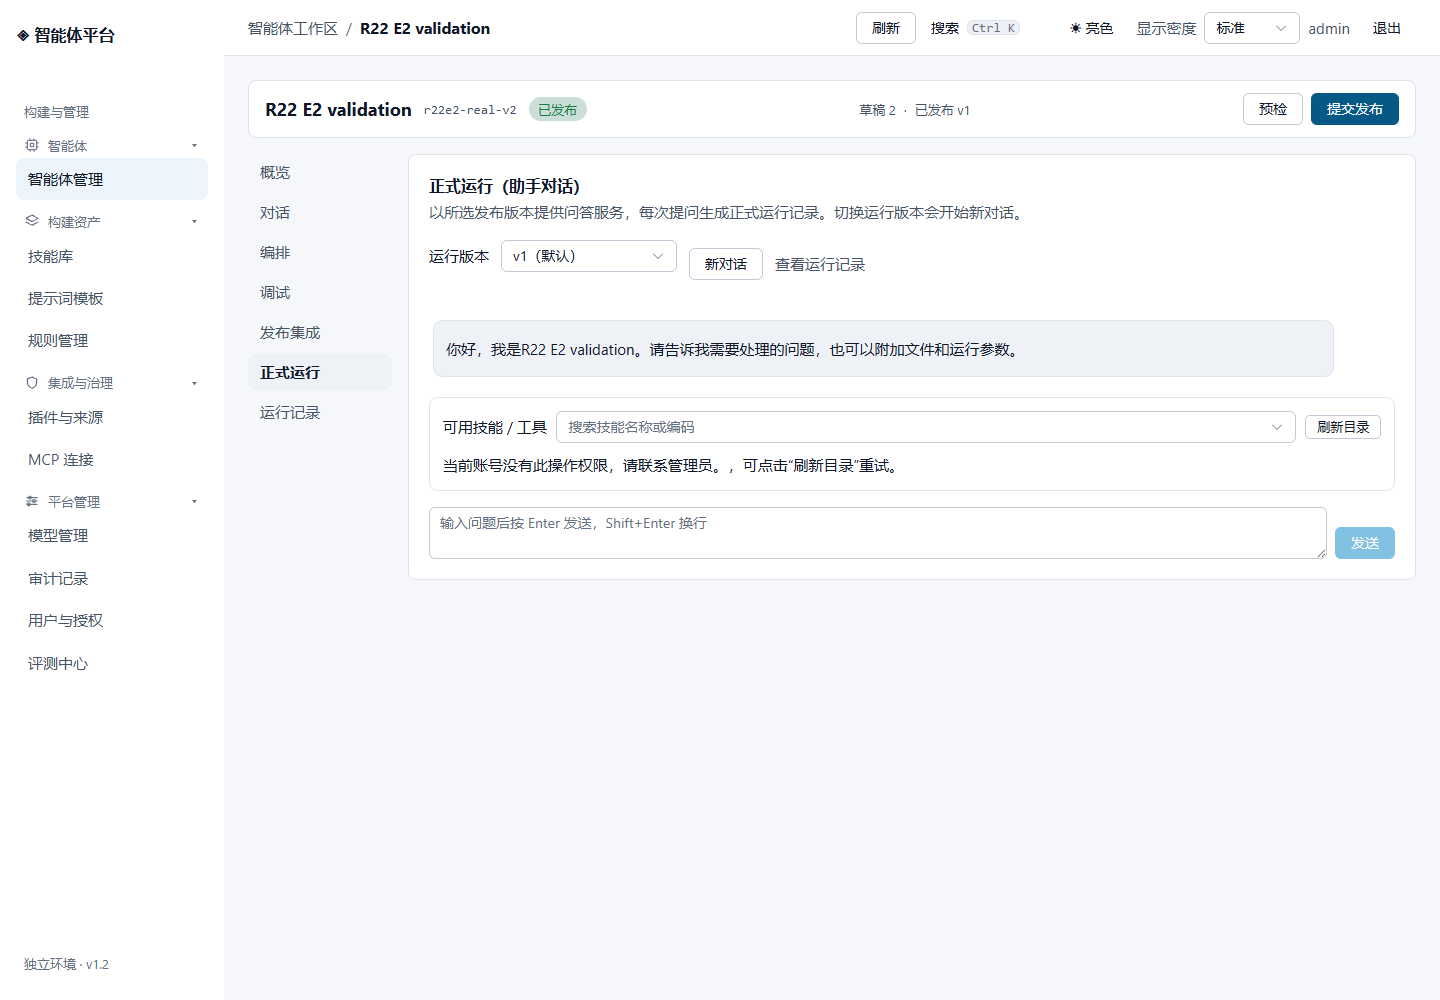 ◈ 智能体平台
智能体工作区 / R22 E2 validation
刷新
搜索 Ctrl K
☀ 亮色
显示密度
标准
admin
退出
构建与管理
智能体
智能体管理
构建资产
技能库
提示词模板
规则管理
集成与治理
插件与来源
MCP 连接
平台管理
模型管理
审计记录
用户与授权
评测中心
独立环境 · v1.2
R22 E2 validation r22e2-real-v2 已发布
草稿 2 · 已发布 v1
预检
提交发布
概览
对话
编排
调试
发布集成
正式运行
运行记录
正式运行（助手对话）
以所选发布版本提供问答服务，每次提问生成正式运行记录。切换运行版本会开始新对话。
运行版本 v1（默认） 新对话 查看运行记录
你好，我是R22 E2 validation。请告诉我需要处理的问题，也可以附加文件和运行参数。
可用技能 / 工具 搜索技能名称或编码 刷新目录
当前账号没有此操作权限，请联系管理员。，可点击“刷新目录”重试。
输入问题后按 Enter 发送，Shift+Enter 换行
发送